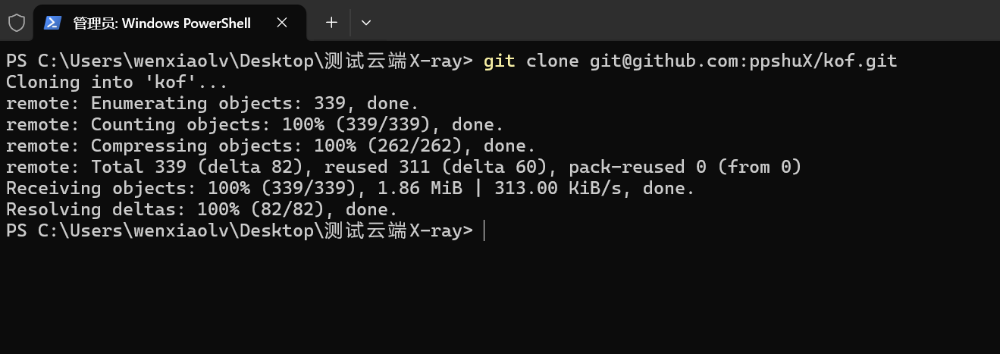 管理员: Windows PowerShell
PS C:\Users\wenxiaolv\Desktop\测试云端X-ray> git clone git@github.com:ppshuX/kof.git
Cloning into 'kof'...
remote: Enumerating objects: 339, done.
remote: Counting objects: 100% (339/339), done.
remote: Compressing objects: 100% (262/262), done.
remote: Total 339 (delta 82), reused 311 (delta 60), pack-reused 0 (from 0)
Receiving objects: 100% (339/339), 1.86 MiB | 313.00 KiB/s, done.
Resolving deltas: 100% (82/82), done.
PS C:\Users\wenxiaolv\Desktop\测试云端X-ray>